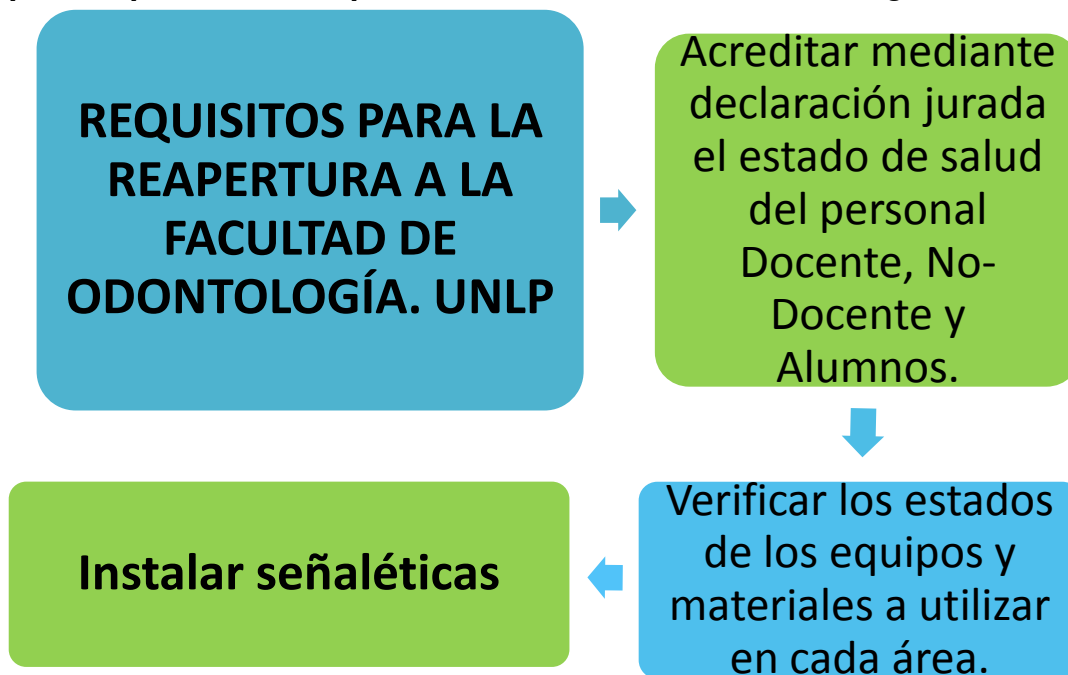 REQUISITOS PARA LA
REAPERTURA A LA
FACULTAD DE
ODONTOLOGÍA. UNLP
Acreditar mediante
declaración jurada
el estado de salud
del personal
Docente, No-
Docente y
Alumnos.
Verificar los estados
de los equipos y
materiales a utilizar
en cada área.
Instalar señaléticas